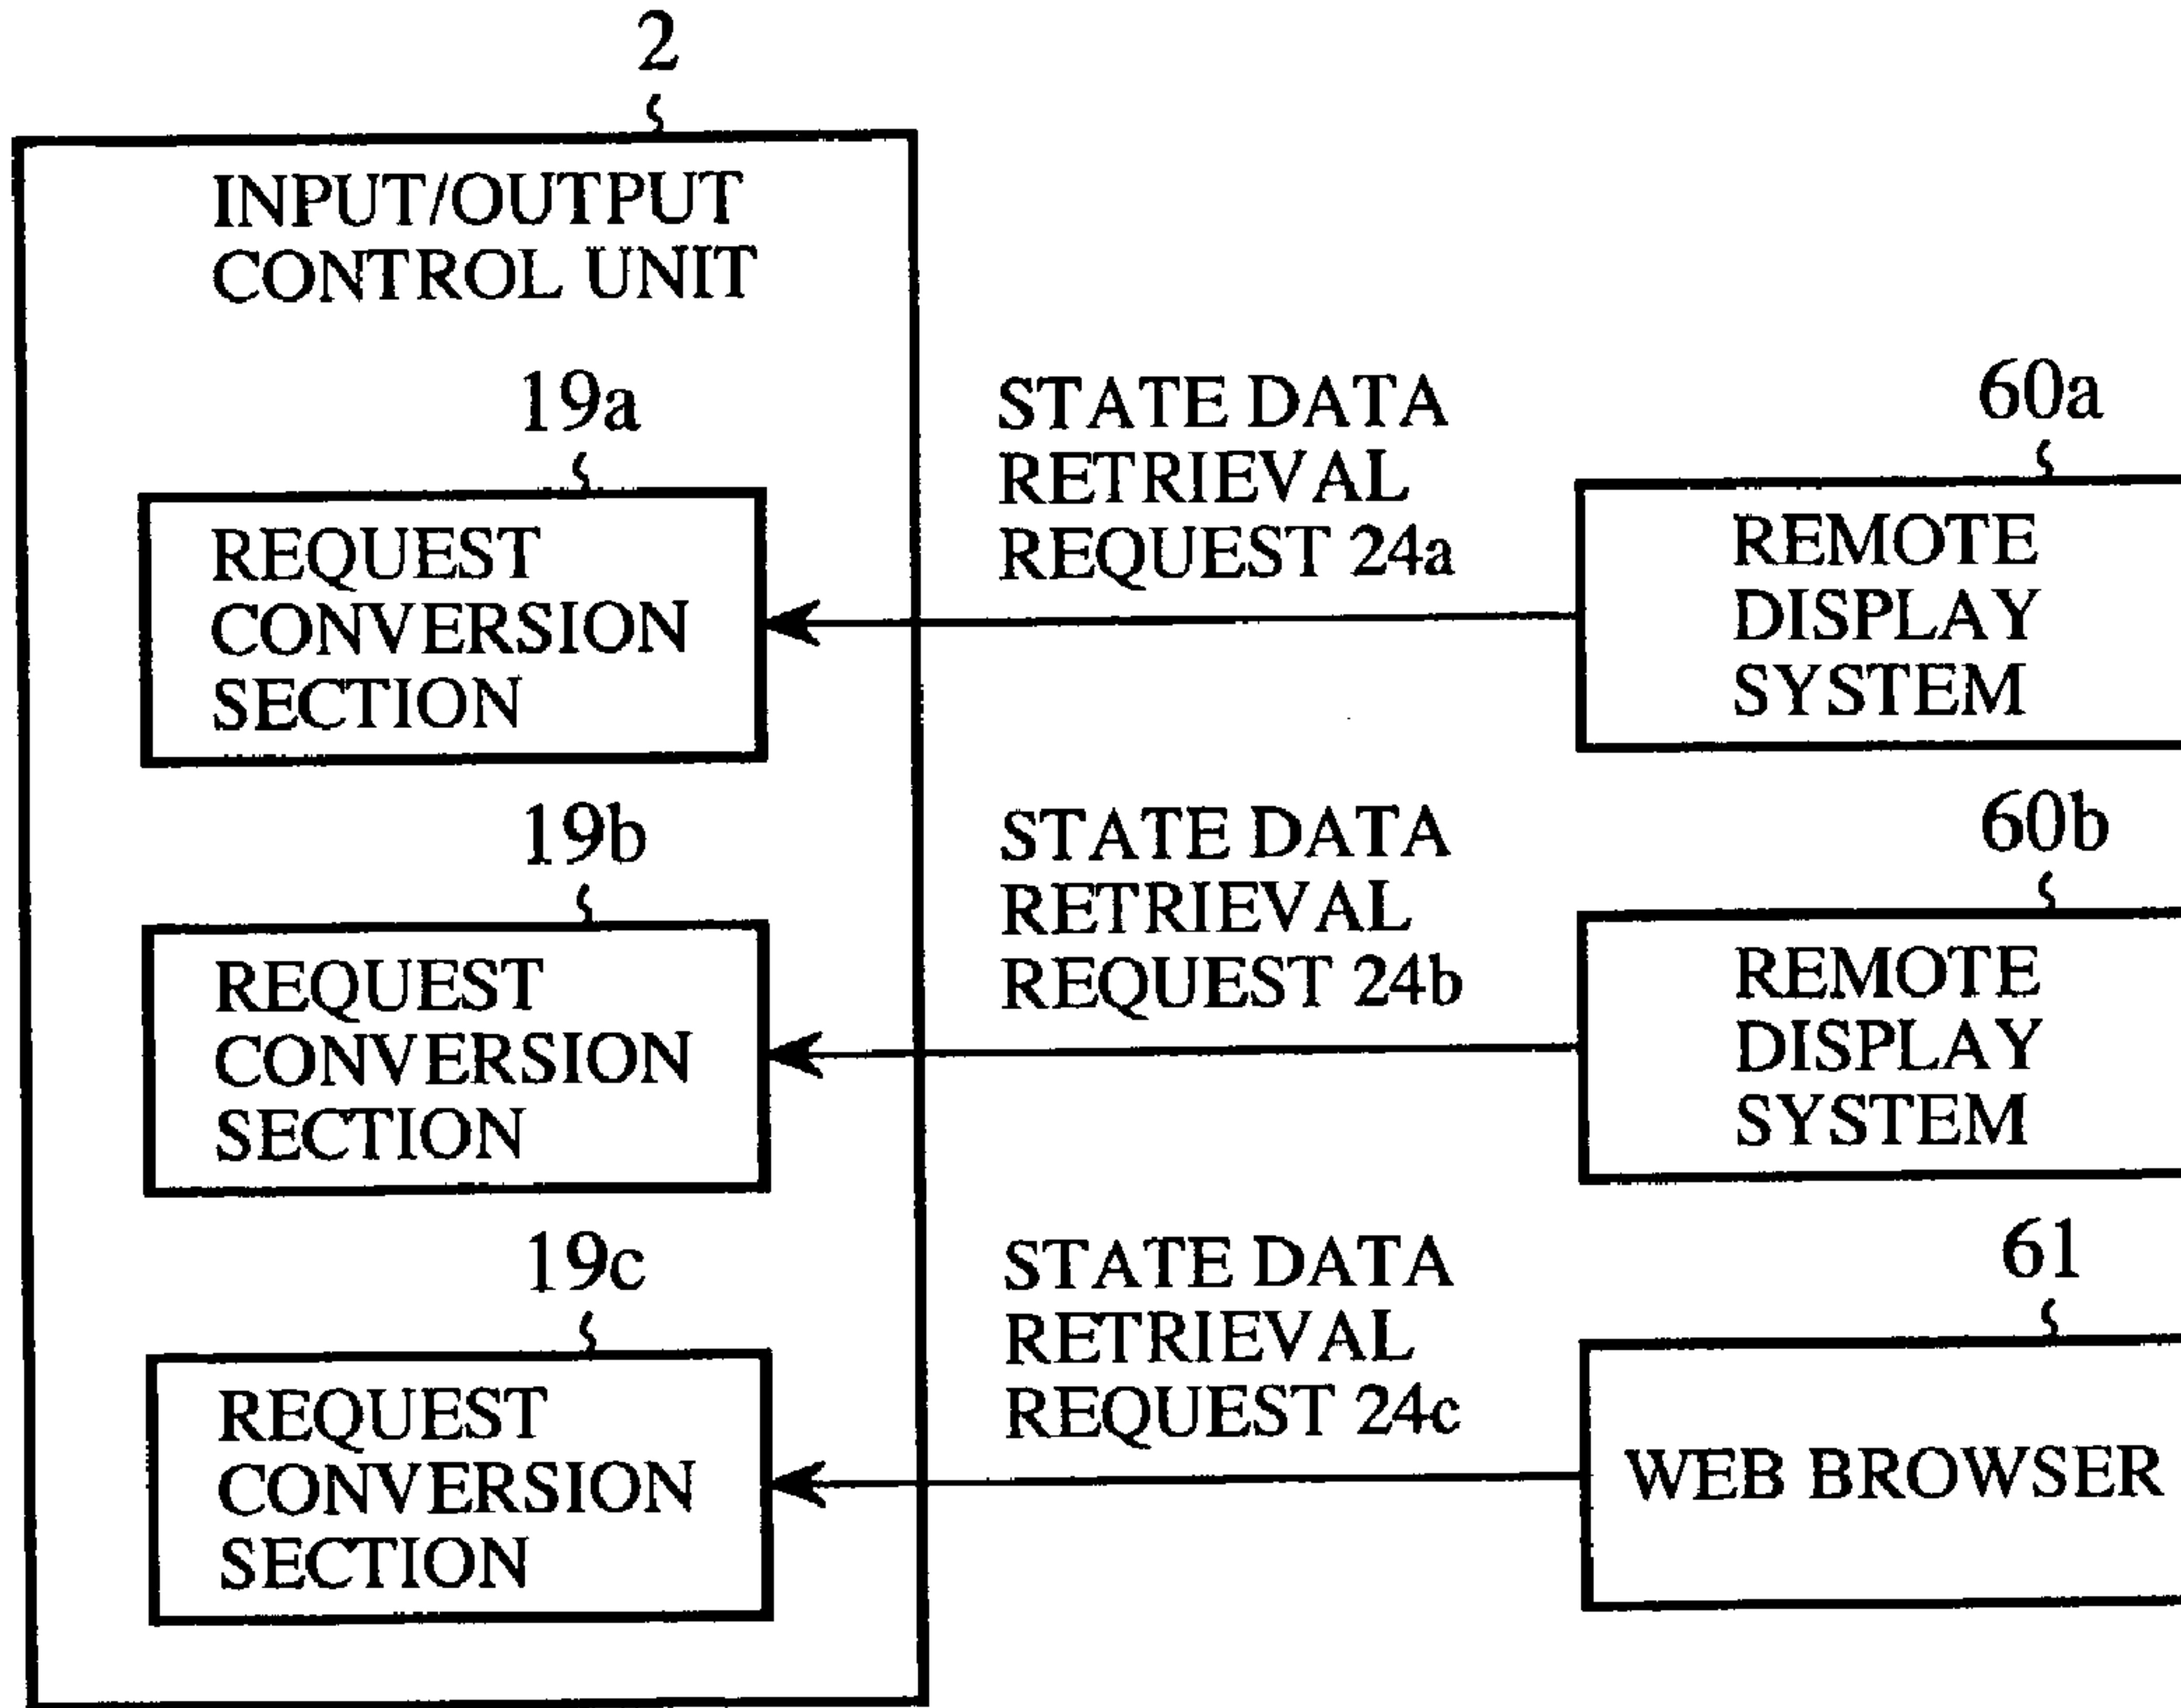 2
INPUT/OUTPUT
CONTROL UNIT
19a
REQUEST
CONVERSION
SECTION
STATE DATA
RETRIEVAL
REQUEST 24a
60a
REMOTE
DISPLAY
SYSTEM
19b
REQUEST
CONVERSION
SECTION
STATE DATA
RETRIEVAL
REQUEST 24b
60b
REMOTE
DISPLAY
SYSTEM
19c
REQUEST
CONVERSION
SECTION
STATE DATA
RETRIEVAL
REQUEST 24c
61
WEB BROWSER